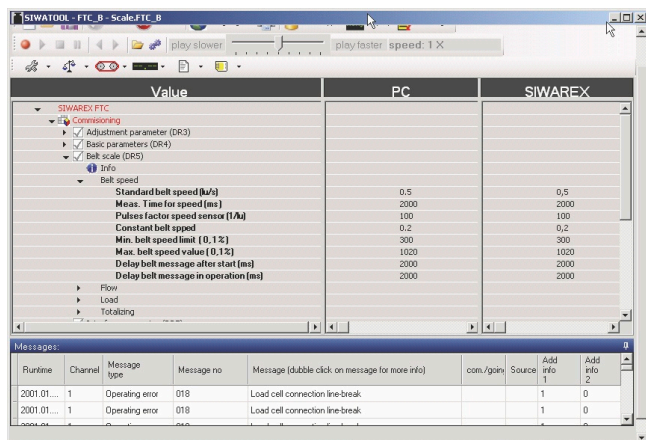 SIWATOOL - FTC_B - Scale.FTC_B
play slower play faster speed: 1 X
Value PC SIWAREX
SIWAREX FTC
Commisioning
Adjustment parameter (DR3)
Basic parameters (DR4)
Belt scale (DR5)
Info
Belt speed
Standard belt speed (lu/s) 0.5 0,5
Meas. Time for speed (ms) 2000 2000
Pulses factor speed sensor (1/lu) 100 100
Constant belt spped 0.2 0,2
Min. belt speed limit ( 0,1%) 300 300
Max. belt speed value ( 0,1%) 1020 1020
Delay belt message after start (ms) 2000 2000
Delay belt message in operation (ms) 2000 2000
Flow
Load
Totalizing
Messages:
Runtime Channel Message type Message no Message (dubble click on message for more info) com./goin Source Add info 1 Add info 2
2001.01.... 1 Operating error 018 Load cell connection line-break 1 0
2001.01.... 1 Operating error 018 Load cell connection line-break 1 0